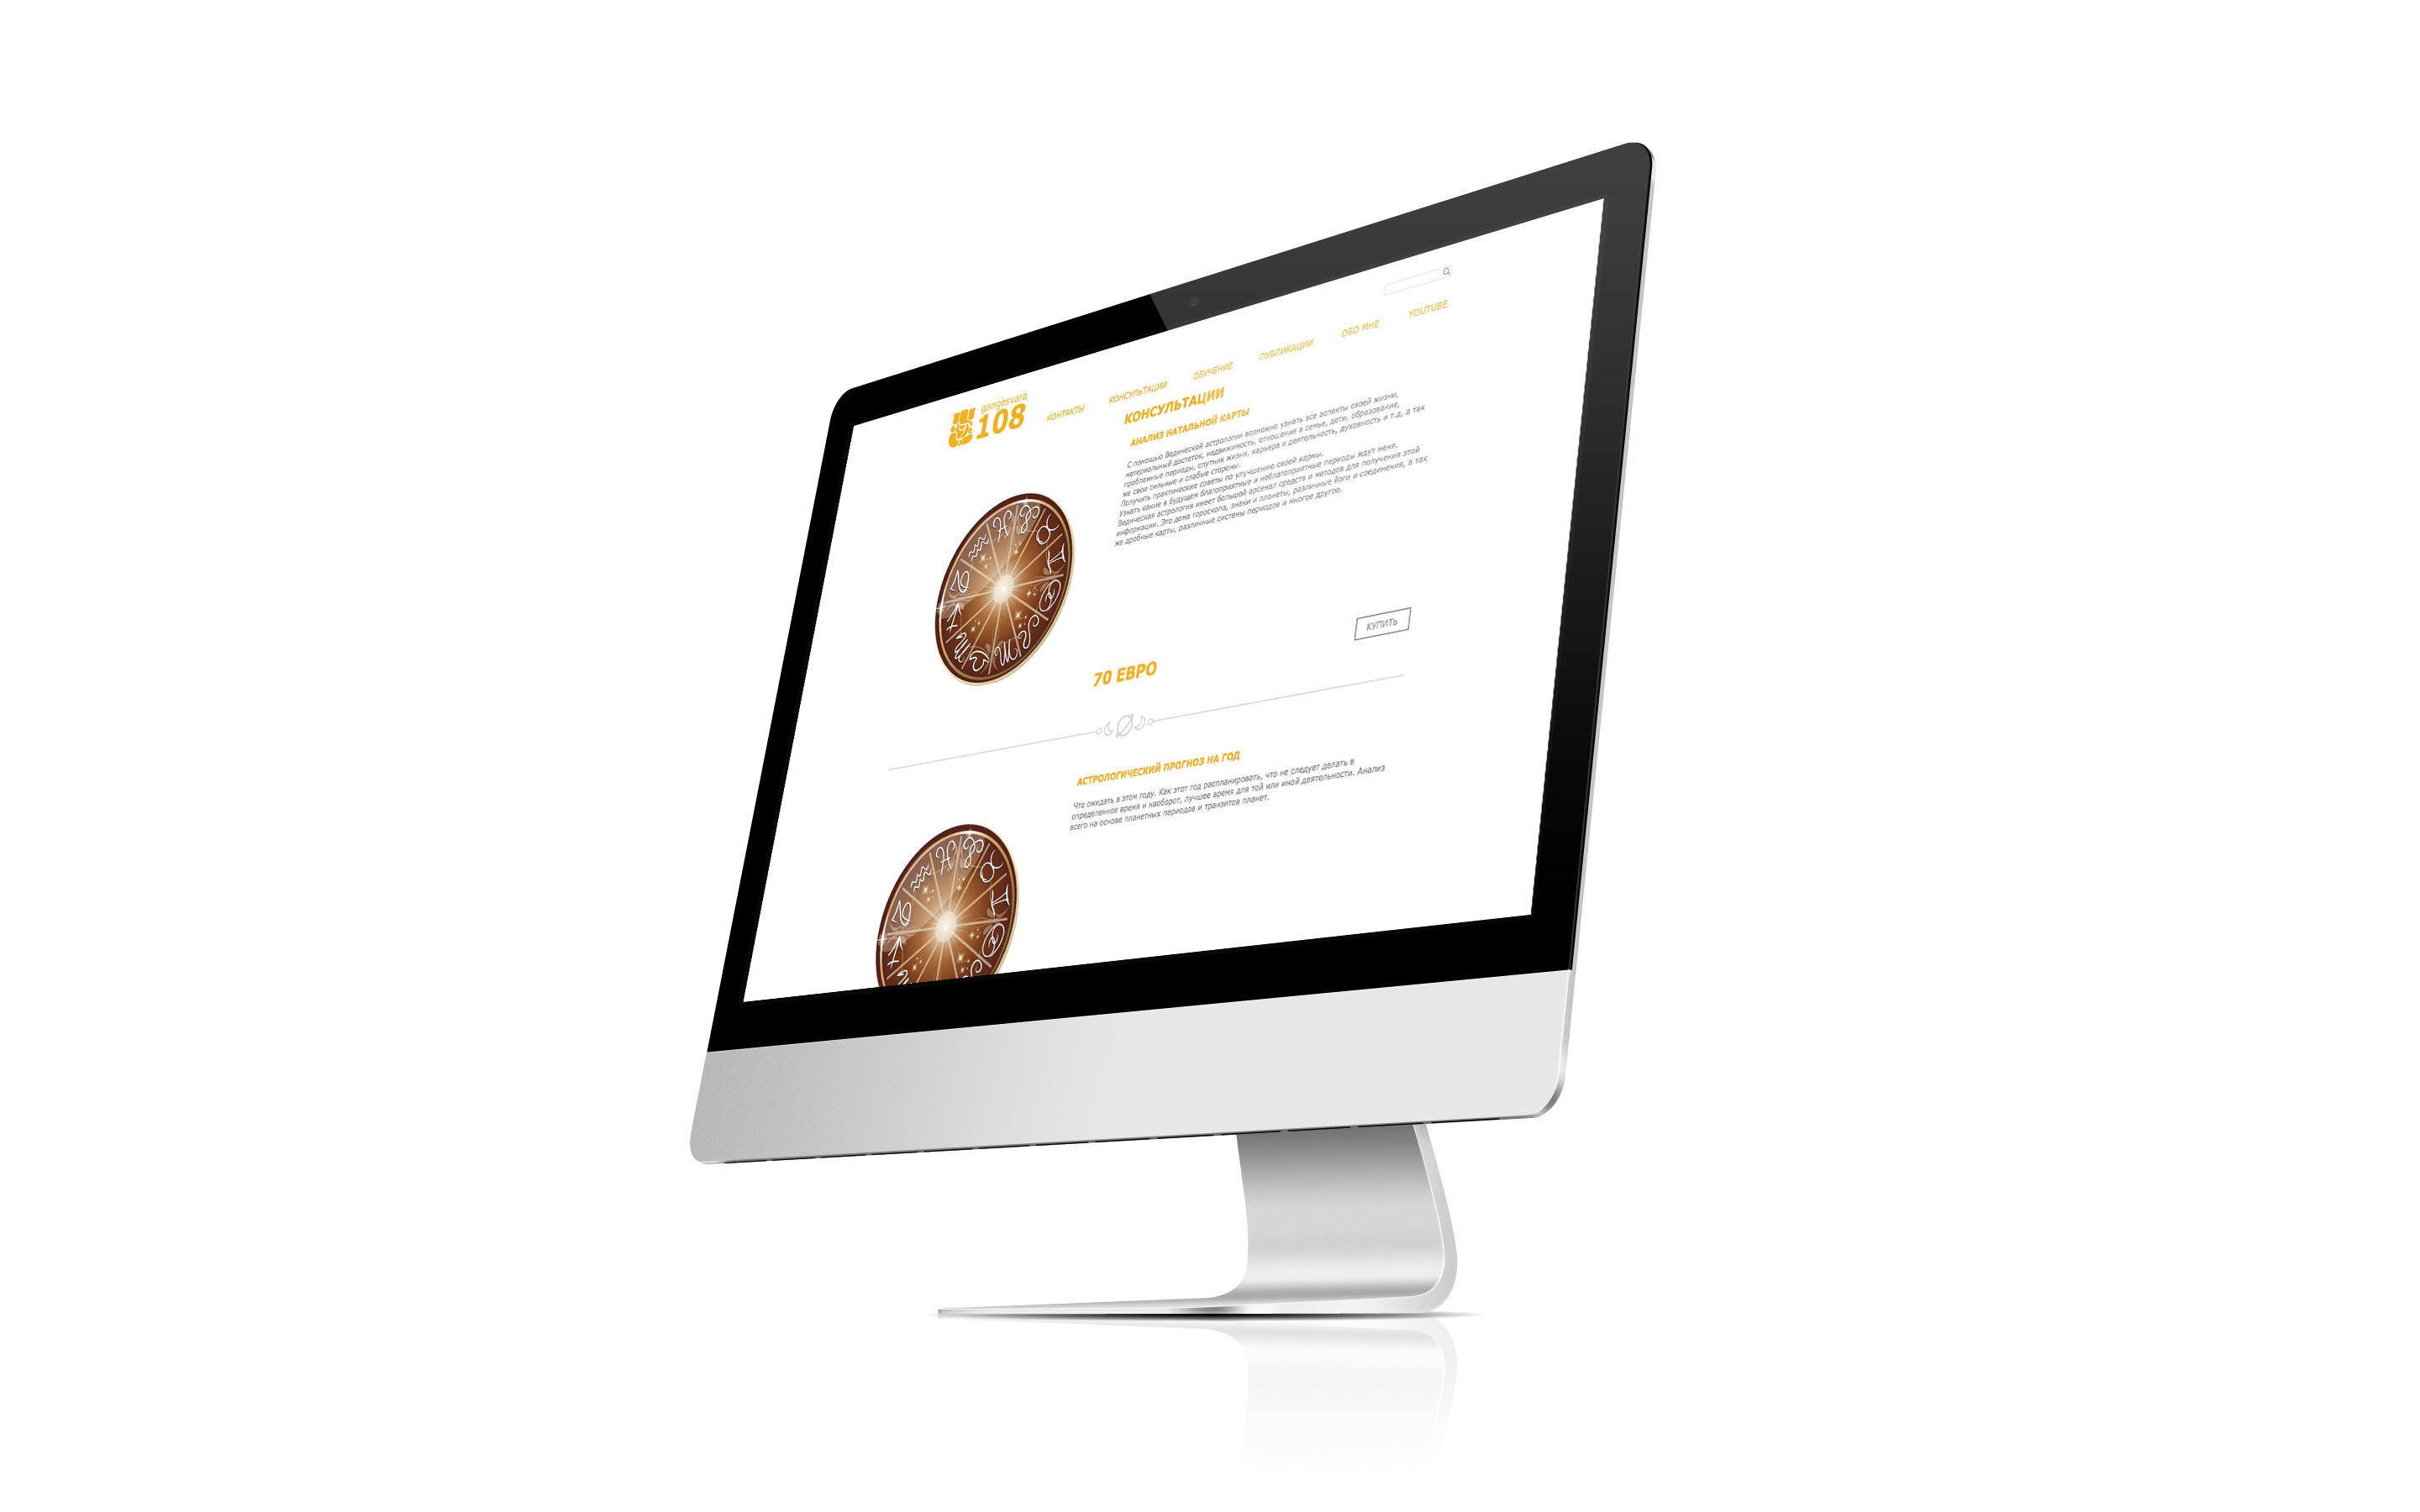 gangesvara
108
КОНТАКТЫ
КОНСУЛЬТАЦИИ
ОБУЧЕНИЕ
ПУБЛИКАЦИИ
ОБО МНЕ
YOUTUBE
КОНСУЛЬТАЦИИ
АНАЛИЗ НАТАЛЬНОЙ КАРТЫ
С помощью Ведической астрологии возможно узнать все аспекты своей жизни,
материальный достаток, недвижимость, отношения в семье, дети, образование,
проблемные периоды, спутник жизни, карьера и деятельность, духовность и т.д, а так
же свои сильные и слабые стороны.
Получить практические советы по улучшению своей кармы.
Узнать какие в будущем благоприятные и неблагоприятные периоды ждут меня.
Ведическая астрология имеет большой арсенал средств и методов для получения этой
информации. Это дома гороскопа, знаки и планеты, различные йоги и соединения, а так
же дробные карты, различные системы периодов и многое другое.
КУПИТЬ
70 ЕВРО
АСТРОЛОГИЧЕСКИЙ ПРОГНОЗ НА ГОД
Что ожидать в этом году. Как этот год распланировать, что не следует делать в
определенное время и наоборот, лучшее время для той или иной деятельности. Анализ
всего на основе планетных периодов и транзитов планет.